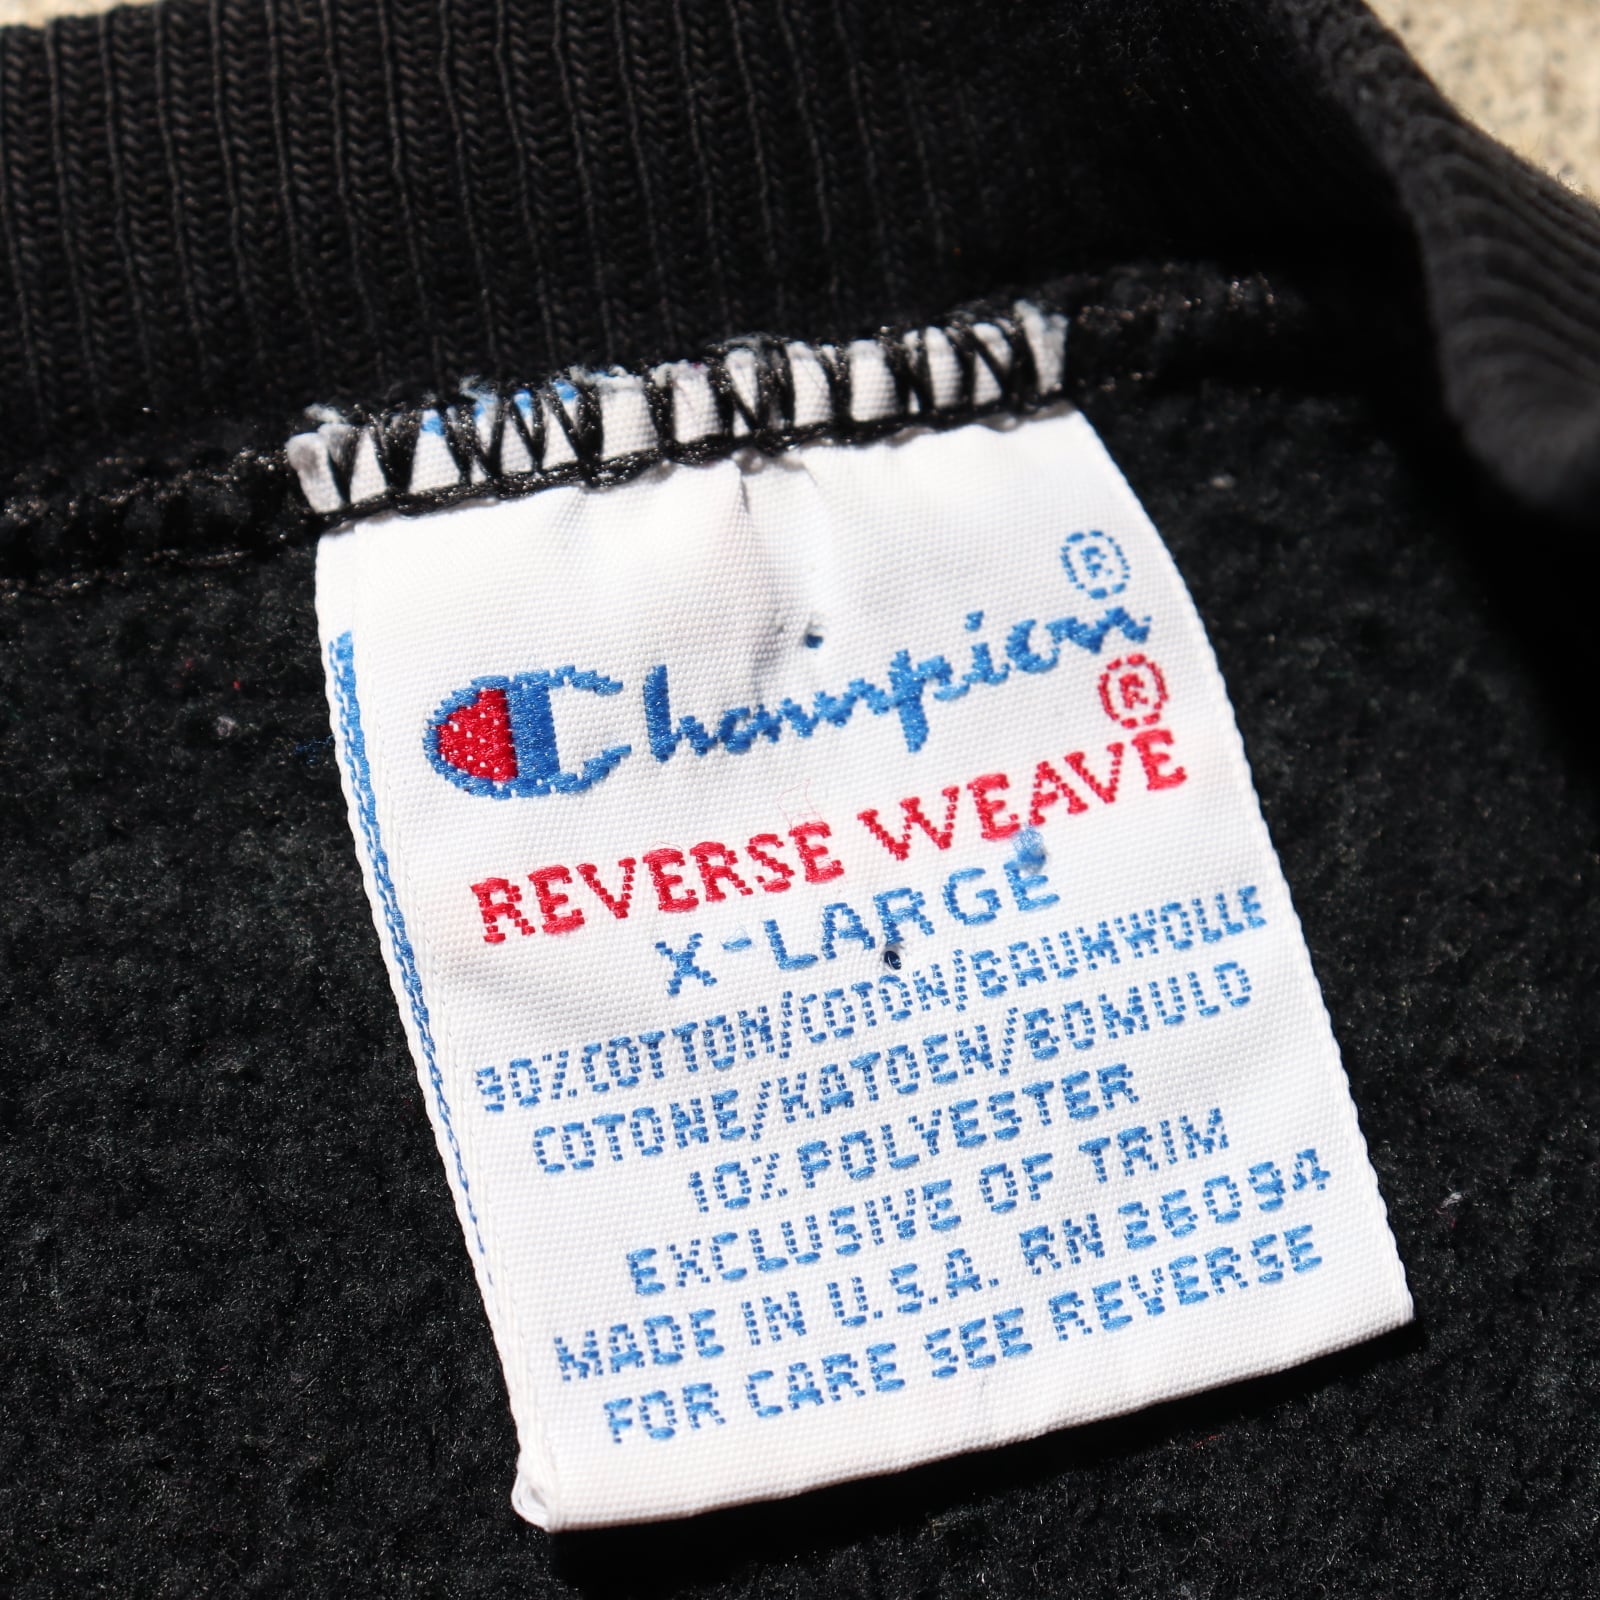 Champion®
REVERSE WEAVE®
X-LARGE
90% COTTON/COTON/BAUMWOLLE
COTONE/KATOEN/BOMULD
10% POLYESTER
EXCLUSIVE OF TRIM
MADE IN U.S.A. RN 26094
FOR CARE SEE REVERSE